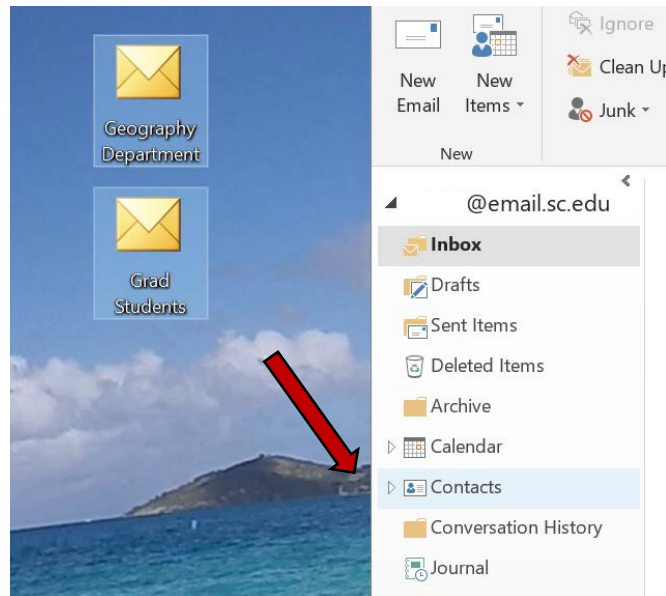 Geography
Department
Grad
Students
New
Email
New
Items
Ignore
Clean Up
Junk
New
@email.sc.edu
Inbox
Drafts
Sent Items
Deleted Items
Archive
Calendar
Contacts
Conversation History
Journal